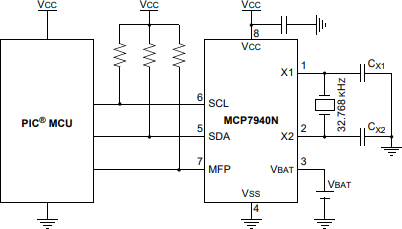 VCC VCC VCC
8
VCC
PIC® MCU
MCP7940N
6 SCL
5 SDA
7 MFP
X1 1
X2 2
VBAT 3
VSS
4
32.768 KHz
CX1
CX2
VBAT